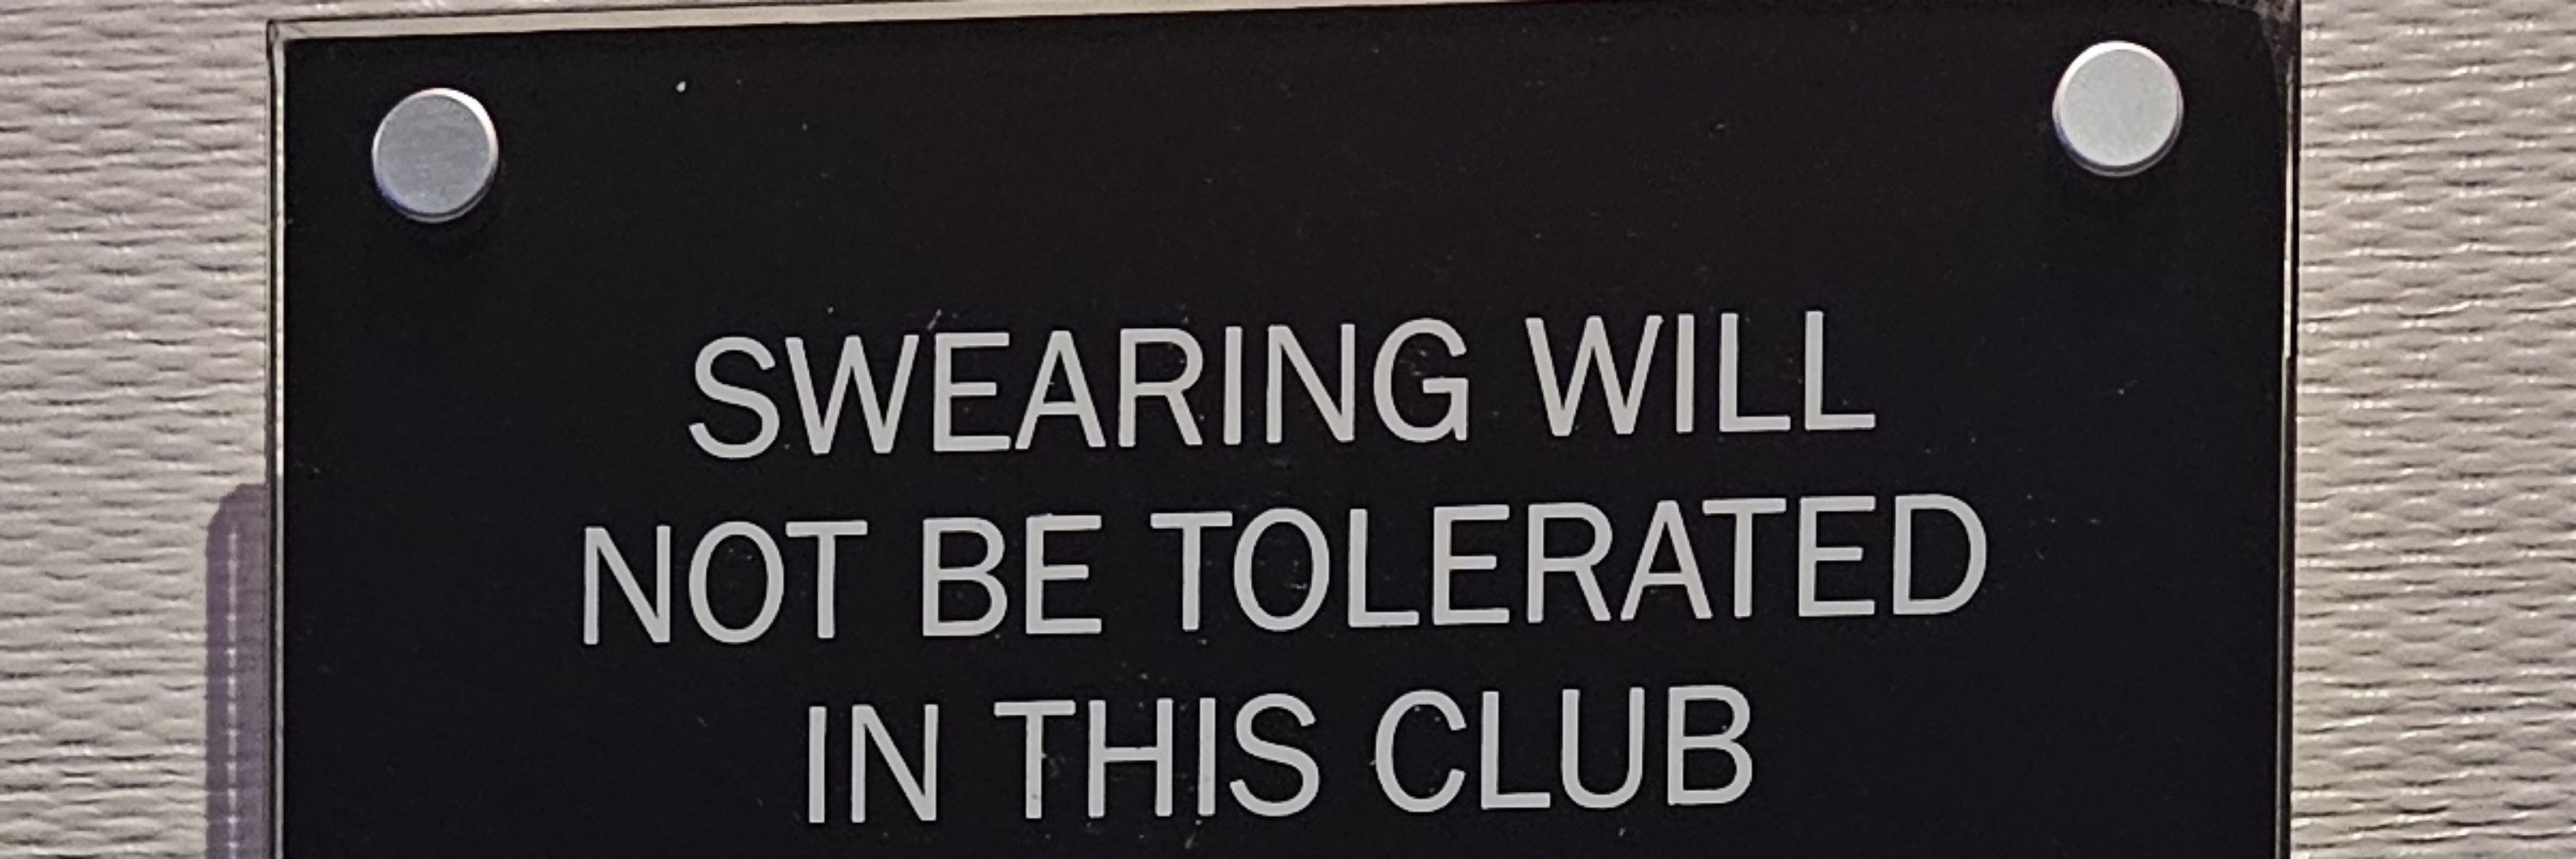 SWEARING WILL
NOT BE TOLERATED
IN THIS CLUB